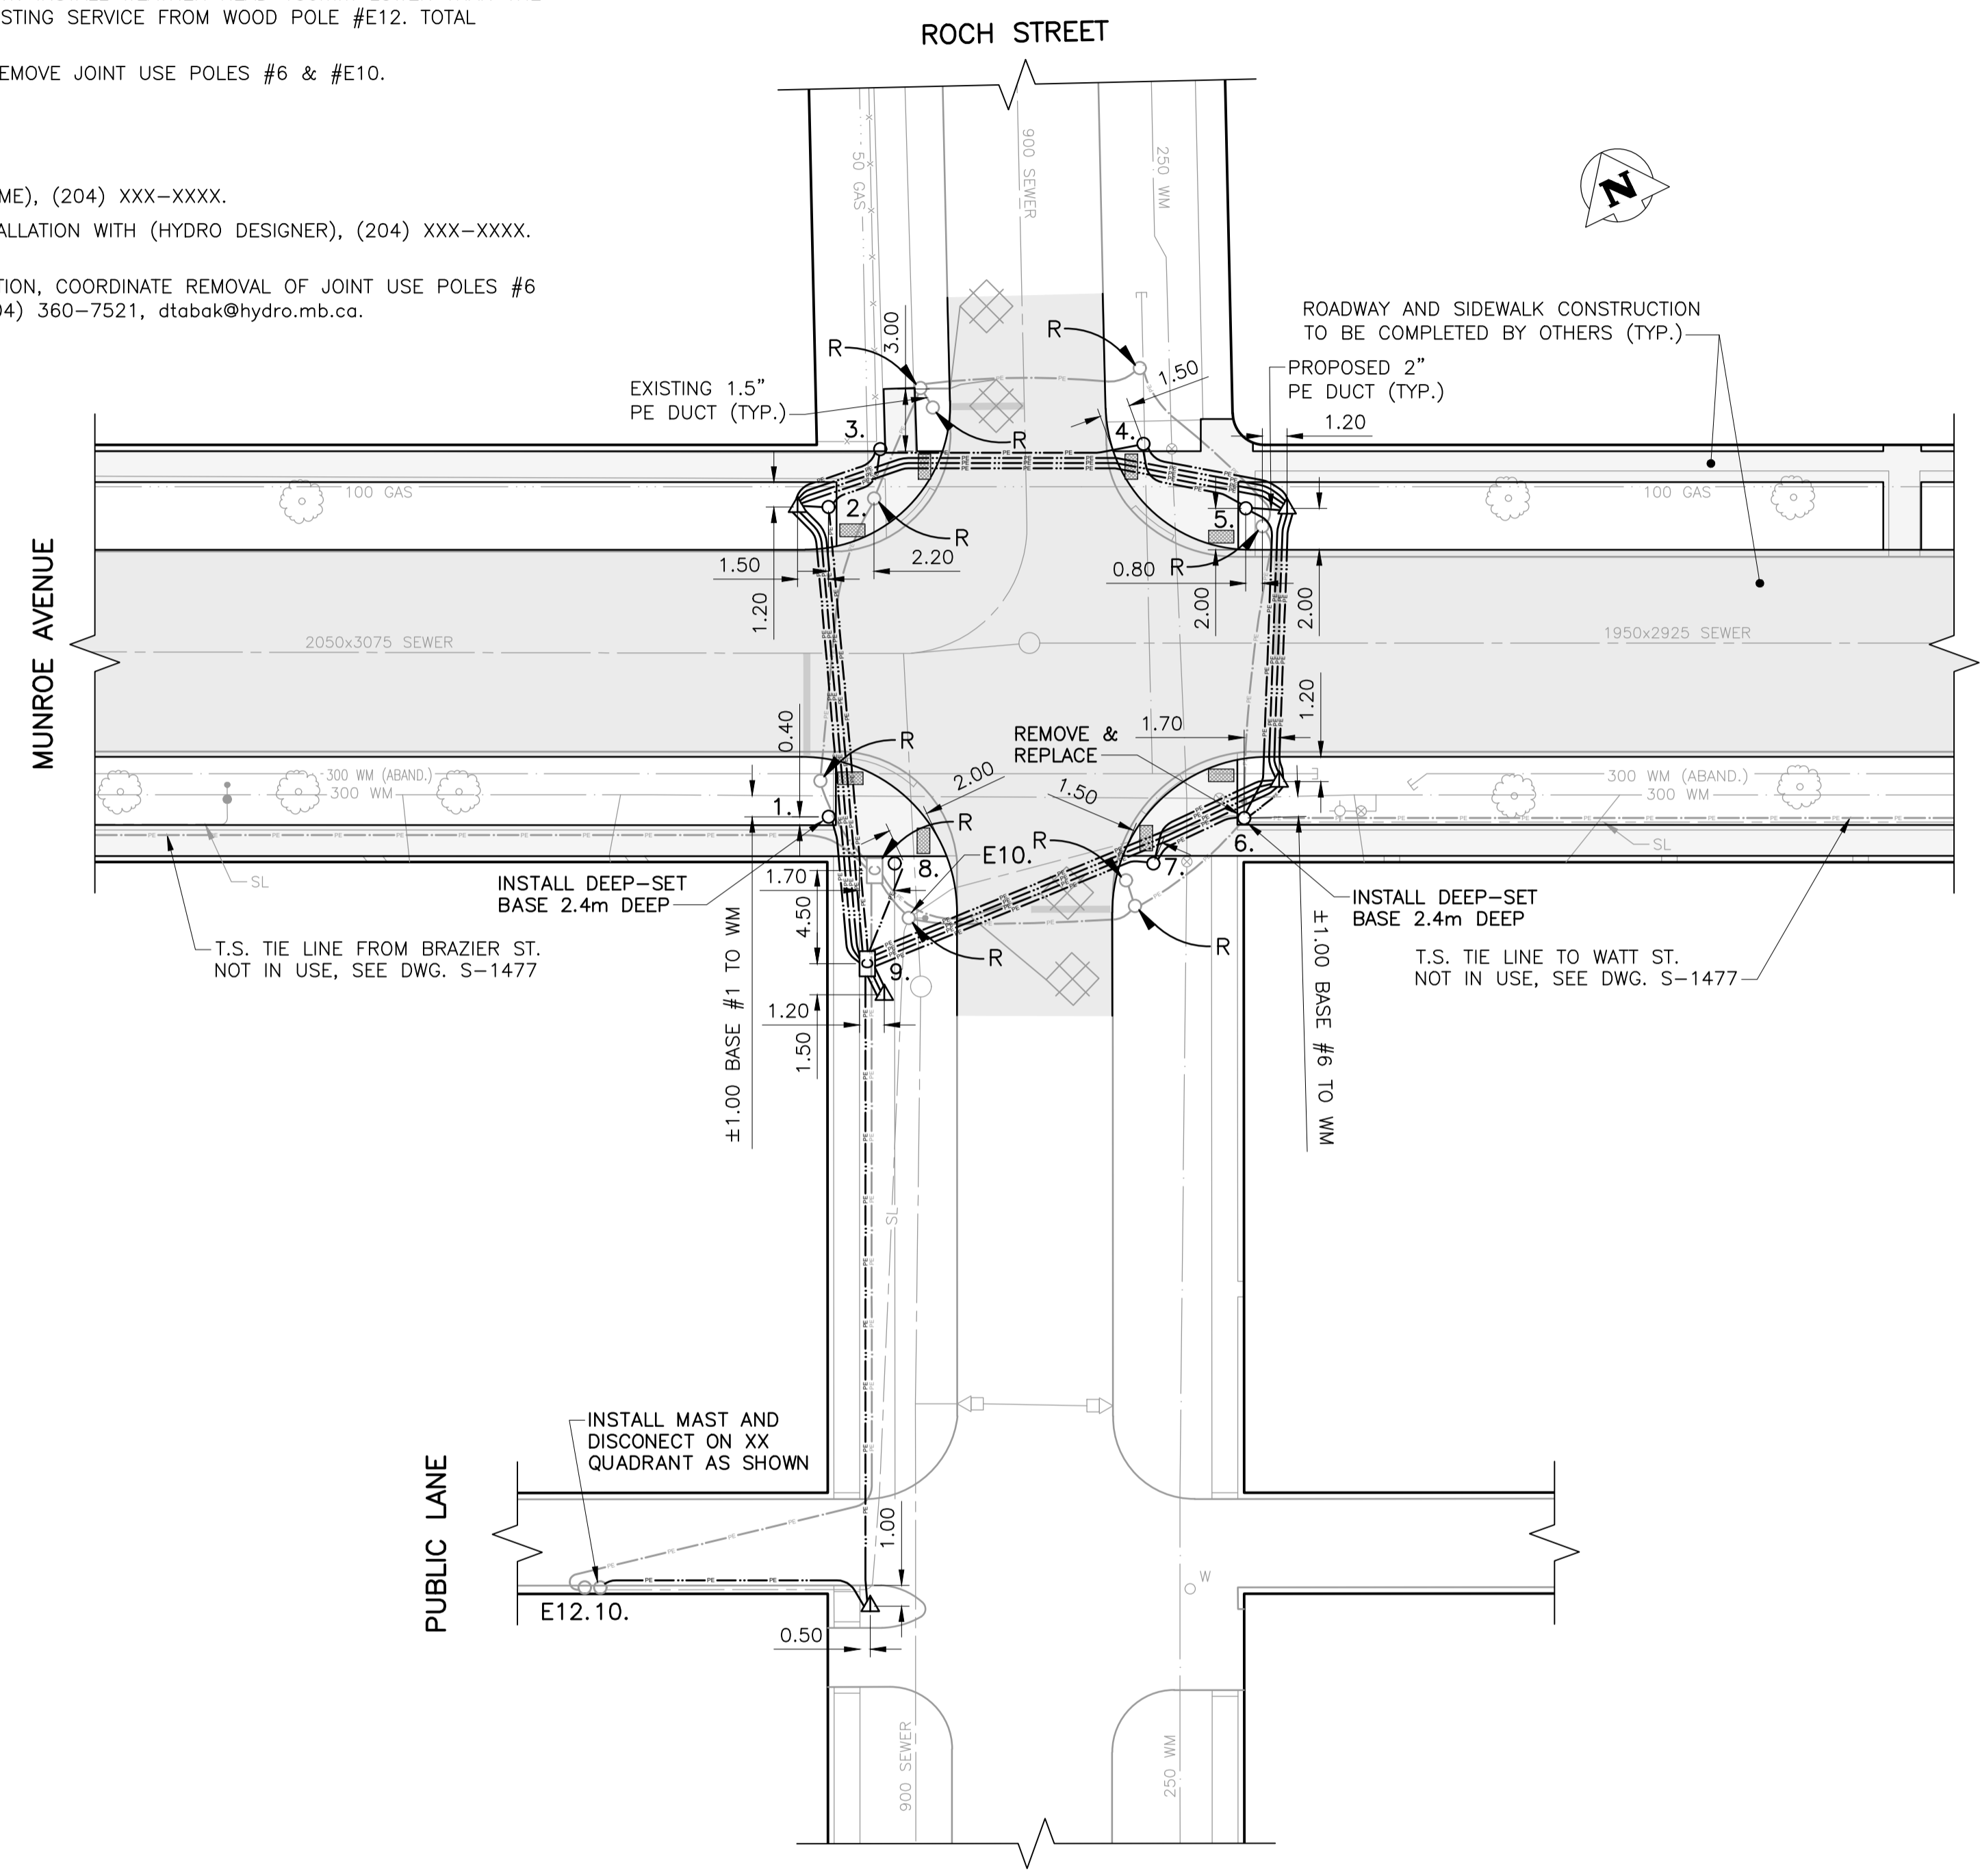 STING SERVICE FROM WOOD POLE #E12. TOTAL
EMOVE JOINT USE POLES #6 & #E10.
ME), (204) XXX-XXXX.
ALLATION WITH (HYDRO DESIGNER), (204) XXX-XXXX.
TION, COORDINATE REMOVAL OF JOINT USE POLES #6
04) 360-7521, dtabak@hydro.mb.ca.
ROCH STREET
N
50 GAS
900 SEWER
250 WM
ROADWAY AND SIDEWALK CONSTRUCTION
TO BE COMPLETED BY OTHERS (TYP.)
PROPOSED 2"
PE DUCT (TYP.)
EXISTING 1.5"
PE DUCT (TYP.)
R
3.00
R
1.50
1.20
R
3.
4.
100 GAS
2.
5.
100 GAS
R
R
1.50
2.20
0.80
1.20
2.00
2.00
MUNROE AVENUE
2050x3075 SEWER
1950x2925 SEWER
0.40
R
REMOVE &
REPLACE
1.70
1.20
300 WM (ABAND.)
300 WM
2.00
1.50
300 WM (ABAND.)
300 WM
1.
R
R
6.
SL
SL
8.
E10.
7.
1.70
INSTALL DEEP-SET
BASE 2.4m DEEP
INSTALL DEEP-SET
BASE 2.4m DEEP
C
4.50
T.S. TIE LINE FROM BRAZIER ST.
NOT IN USE, SEE DWG. S-1477
R
R
T.S. TIE LINE TO WATT ST.
NOT IN USE, SEE DWG. S-1477
C
9.
1.20
1.50
±1.00 BASE #1 TO WM
±1.00 BASE #6 TO WM
SL
INSTALL MAST AND
DISCONECT ON XX
QUADRANT AS SHOWN
PUBLIC LANE
1.00
W
E12.10.
0.50
900 SEWER
250 WM